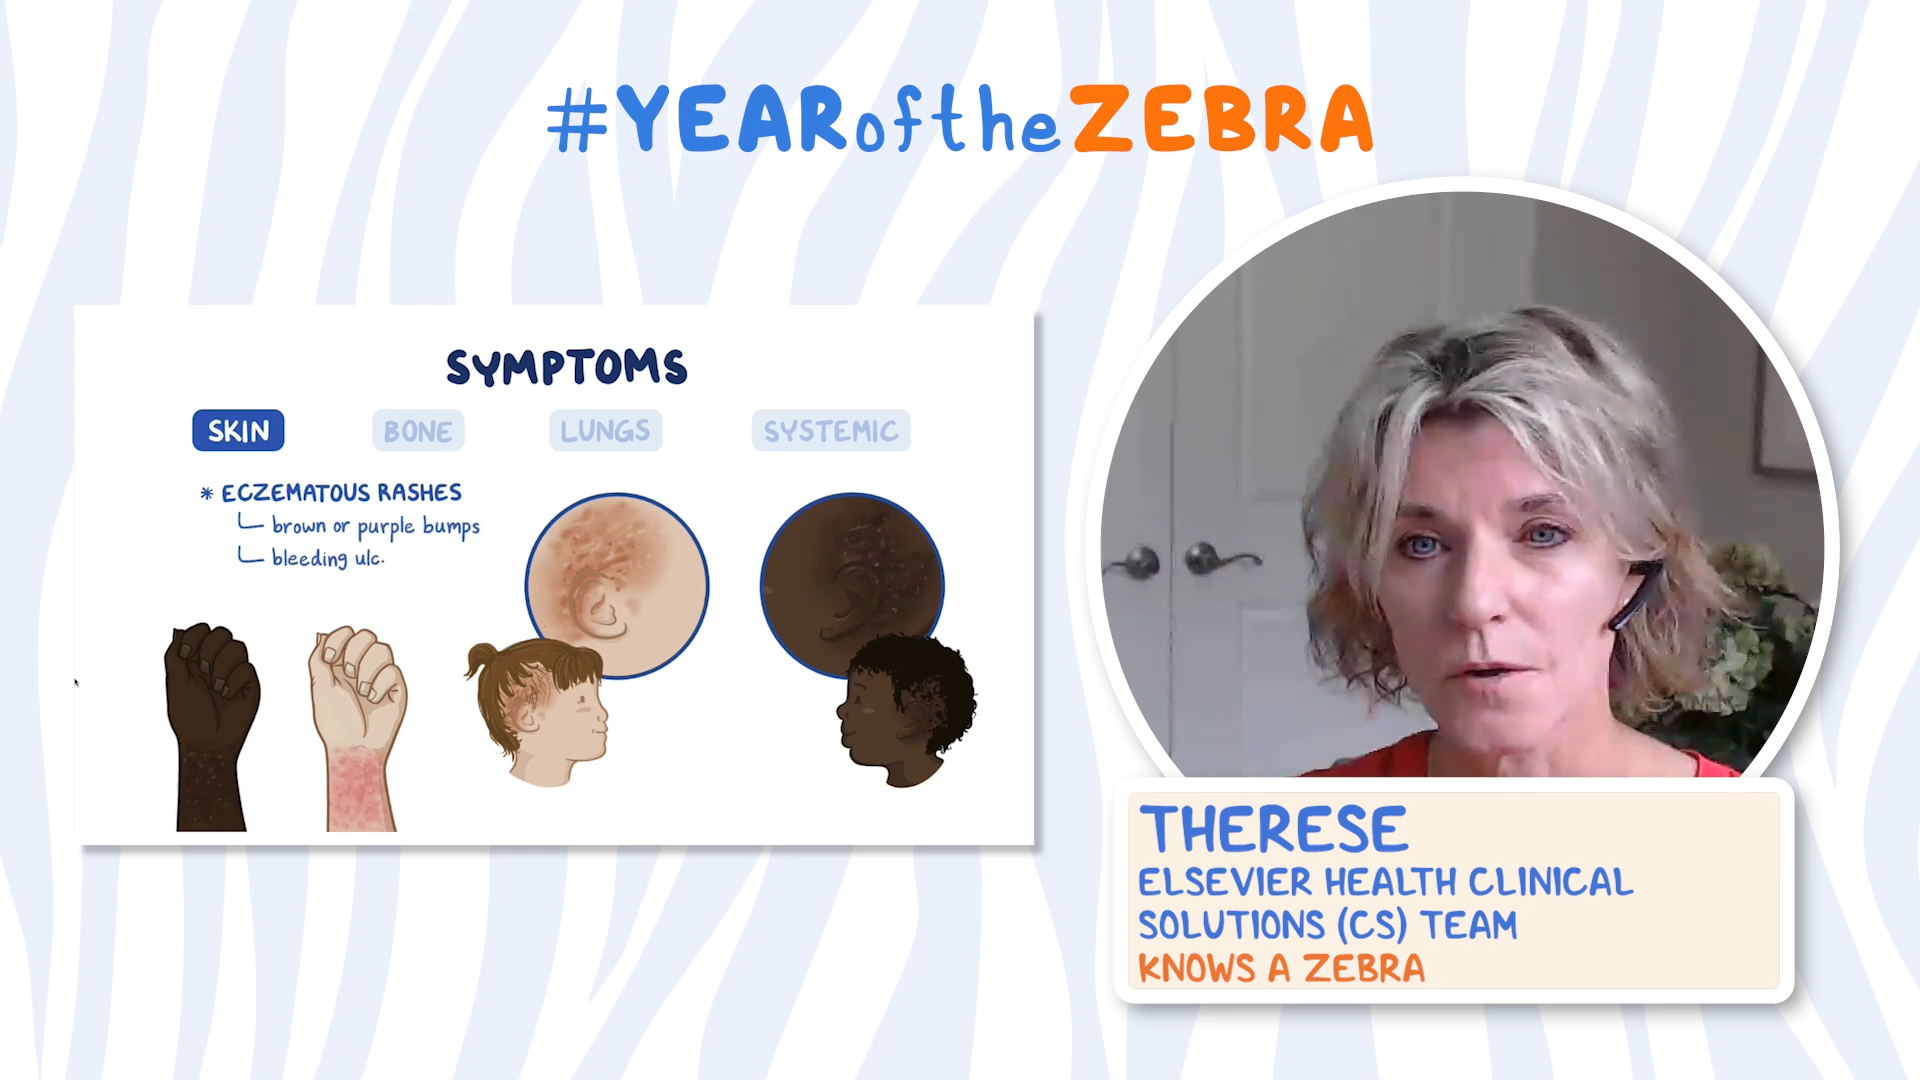 #YEARoftheZEBRA
SYMPTOMS
SKIN
BONE
LUNGS
SYSTEMIC
* ECZEMATOUS RASHES
brown or purple bumps
bleeding ulc.
THERESE
ELSEVIER HEALTH CLINICAL
SOLUTIONS (CS) TEAM
KNOWS A ZEBRA